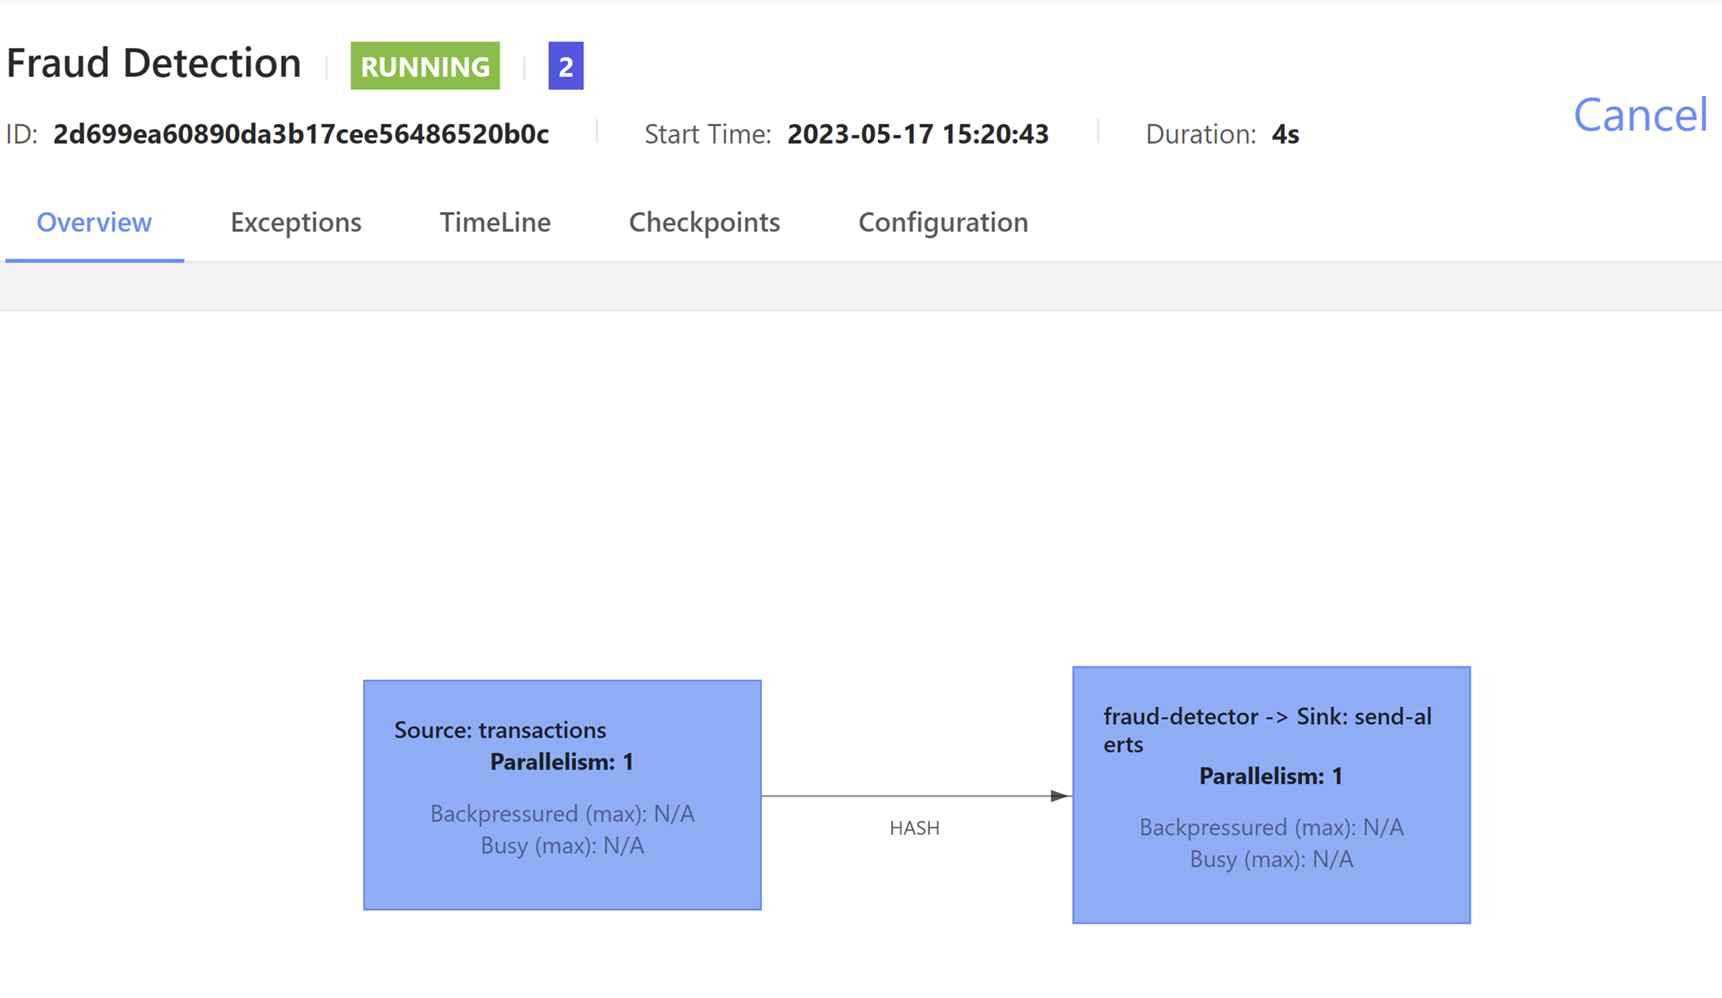 Fraud Detection RUNNING 2
ID: 2d699ea60890da3b17cee56486520b0c Start Time: 2023-05-17 15:20:43 Duration: 4s
Cancel
Overview Exceptions TimeLine Checkpoints Configuration
Source: transactions
Parallelism: 1
Backpressured (max): N/A
Busy (max): N/A
HASH
fraud-detector -> Sink: send-al
erts
Parallelism: 1
Backpressured (max): N/A
Busy (max): N/A